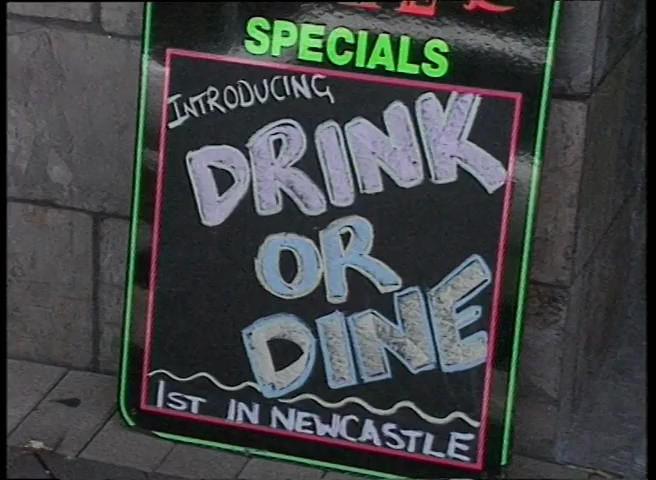 SPECIALS
INTRODUCING
DRINK
OR
DINE
1ST IN NEWCASTLE